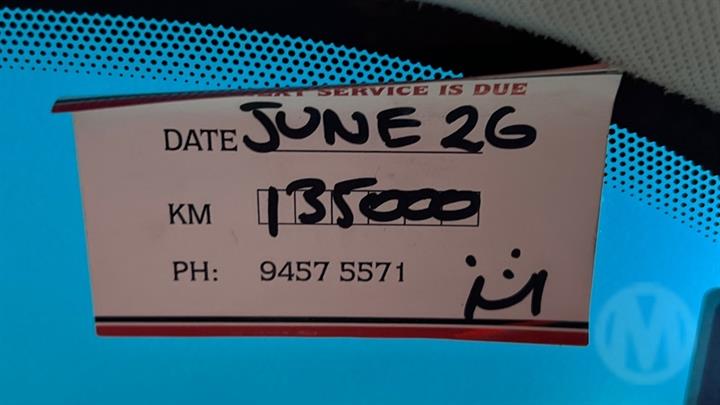 SERVICE IS DUE
DATE JUNE 26
KM 135000
PH: 9457 5571
M